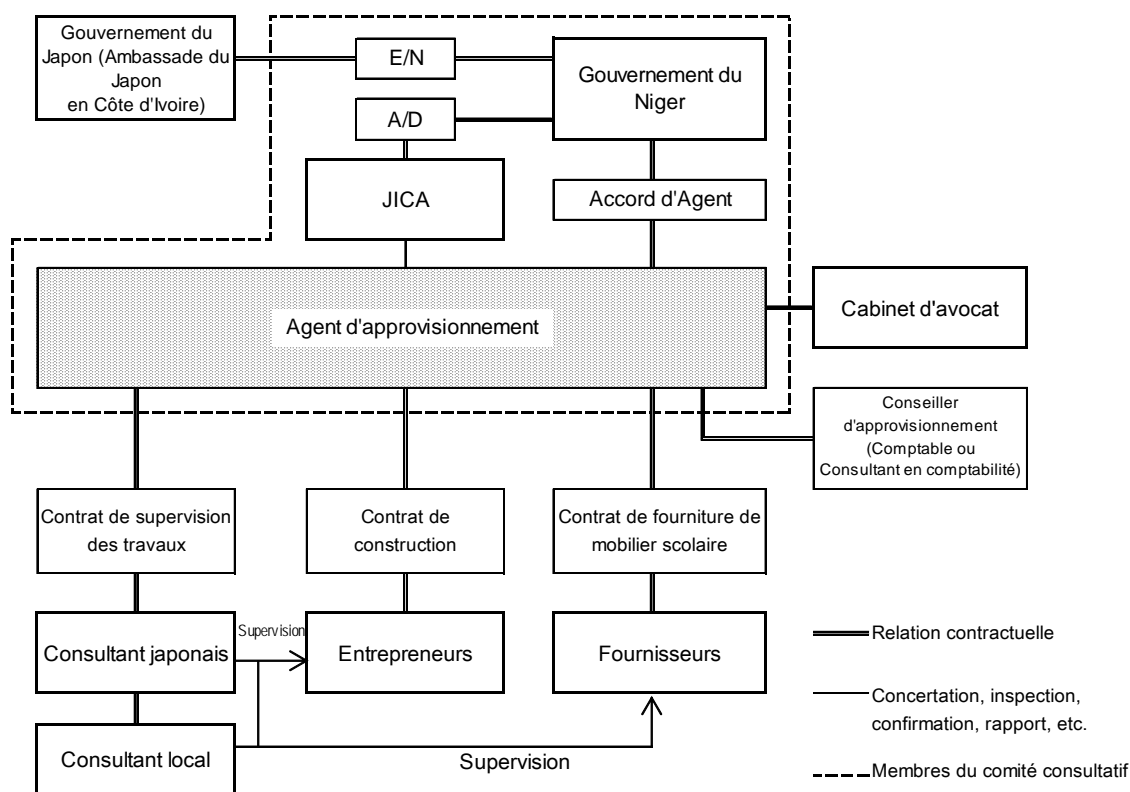 Gouvernement du
Japon (Ambassade du
Japon
en Côte d'Ivoire)
E/N
Gouvernement du
Niger
A/D
JICA
Accord d'Agent
Agent d'approvisionnement
Cabinet d'avocat
Conseiller
d'approvisionnement
(Comptable ou
Consultant en comptabilité)
Contrat de supervision
des travaux
Contrat de
construction
Contrat de fourniture de
mobilier scolaire
Consultant japonais
Supervision
Entrepreneurs
Fournisseurs
Consultant local
Supervision
Relation contractuelle
Concertation, inspection,
confirmation, rapport, etc.
Membres du comité consultatif